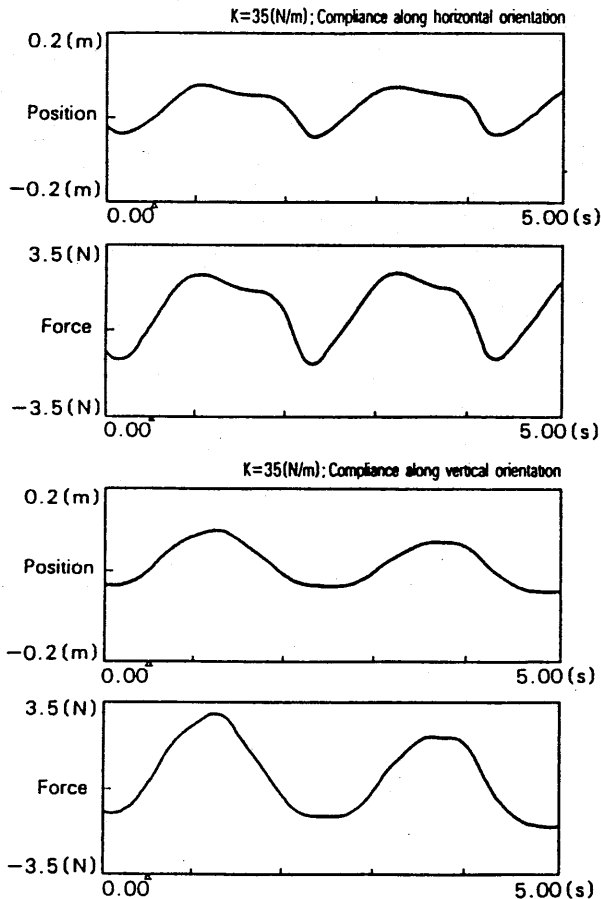 K=35(N/m); Compliance along horizontal orientation
0.2(m)
Position
−0.2(m)
0.00
5.00(s)
3.5(N)
Force
−3.5(N)
0.00
5.00(s)
K=35(N/m); Compliance along vertical orientation
0.2(m)
Position
−0.2(m)
0.00
5.00(s)
3.5(N)
Force
−3.5(N)
0.00
5.00(s)